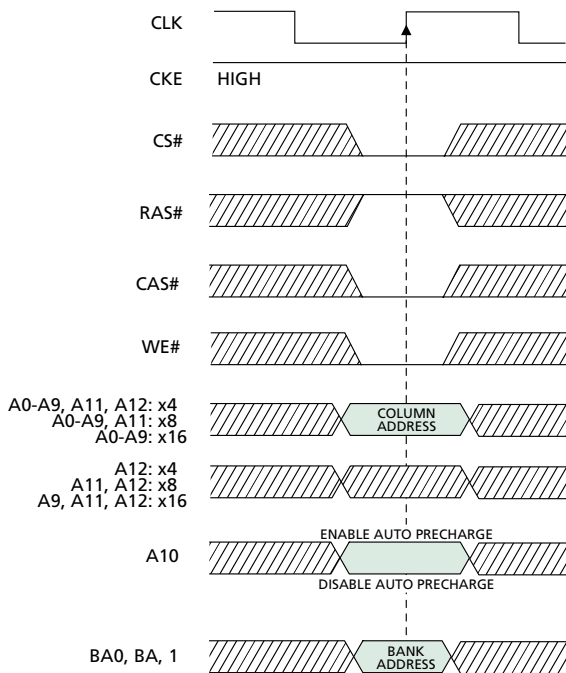 CLK
CKE HIGH
CS#
RAS#
CAS#
WE#
A0-A9, A11, A12: x4
A0-A9, A11: x8
A0-A9: x16
COLUMN
ADDRESS
A12: x4
A11, A12: x8
A9, A11, A12: x16
ENABLE AUTO PRECHARGE
A10
DISABLE AUTO PRECHARGE
BA0, BA, 1
BANK
ADDRESS